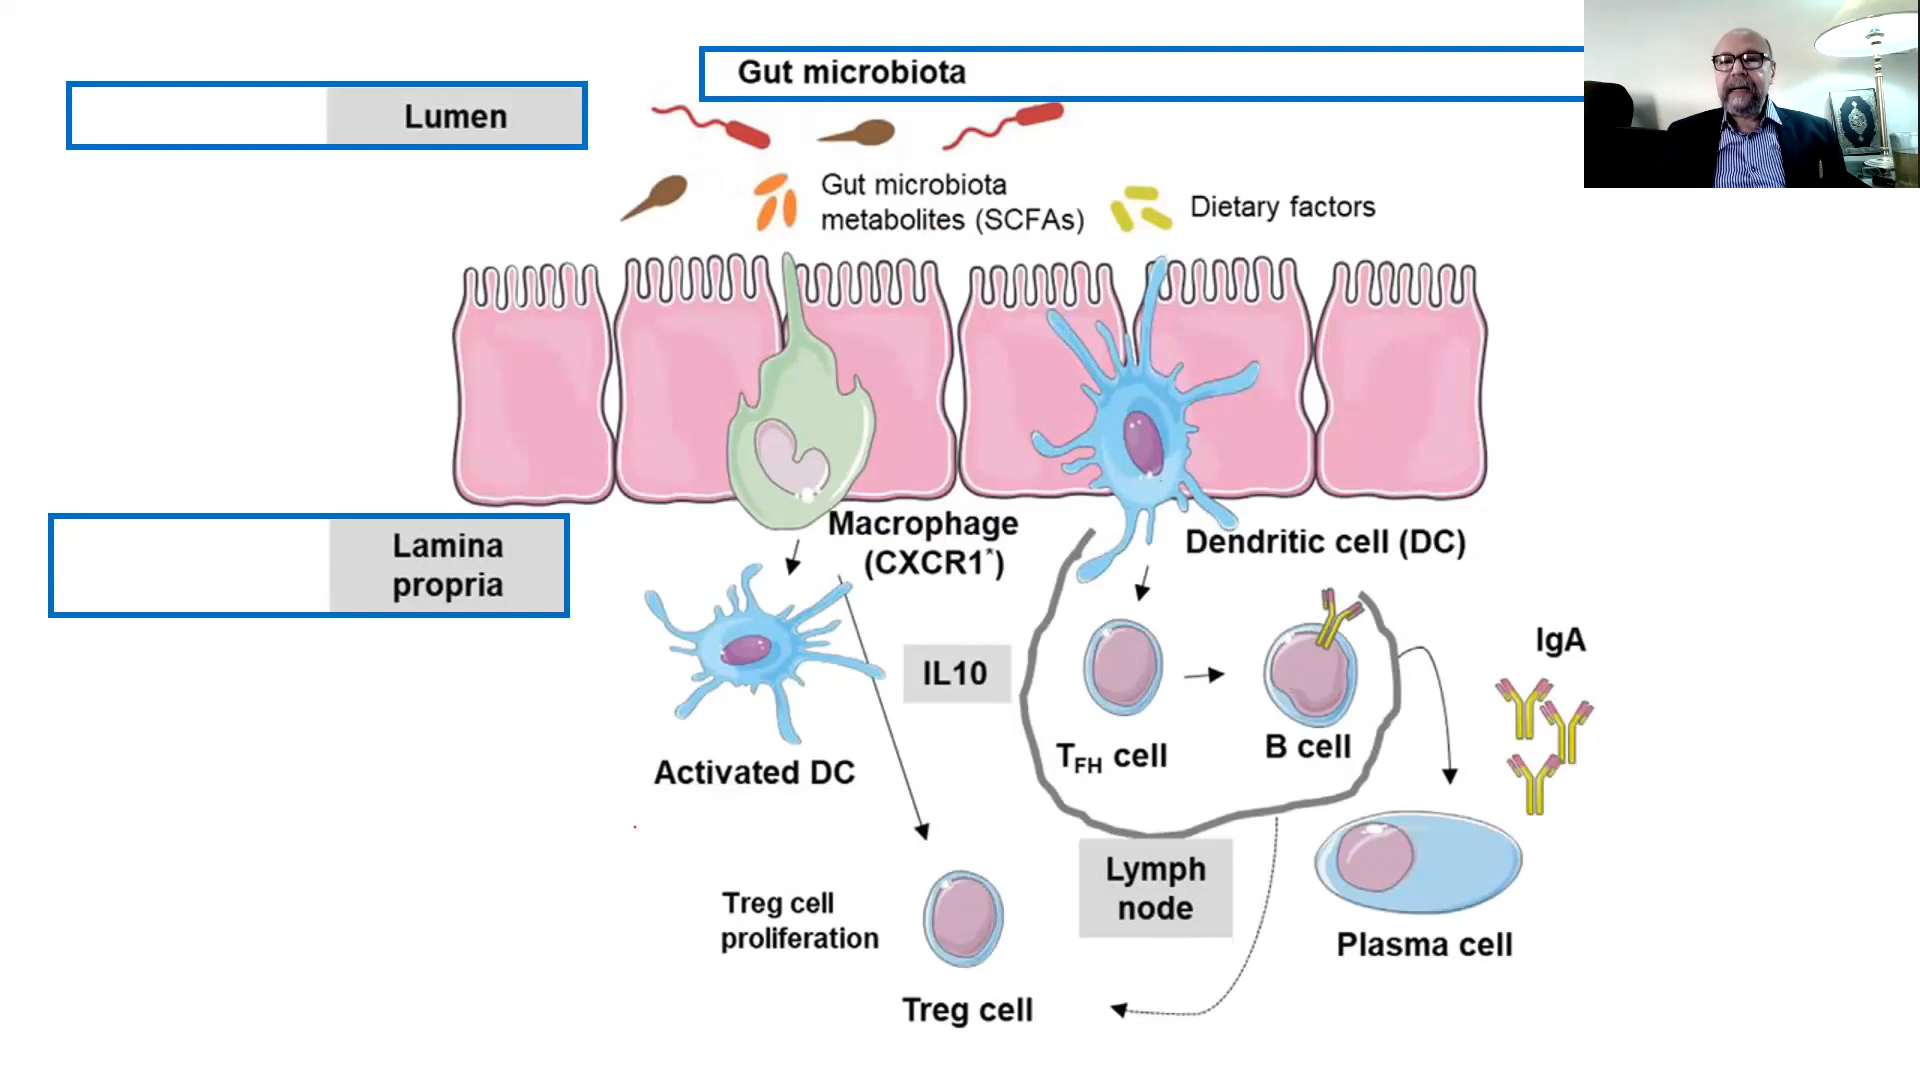 Gut microbiota
Lumen
Gut microbiota
metabolites (SCFAs)
Dietary factors
Macrophage
(CXCR1*)
Dendritic cell (DC)
Lamina
propria
IL10
IgA
TFH cell
B cell
Activated DC
Lymph
node
Treg cell
proliferation
Plasma cell
Treg cell